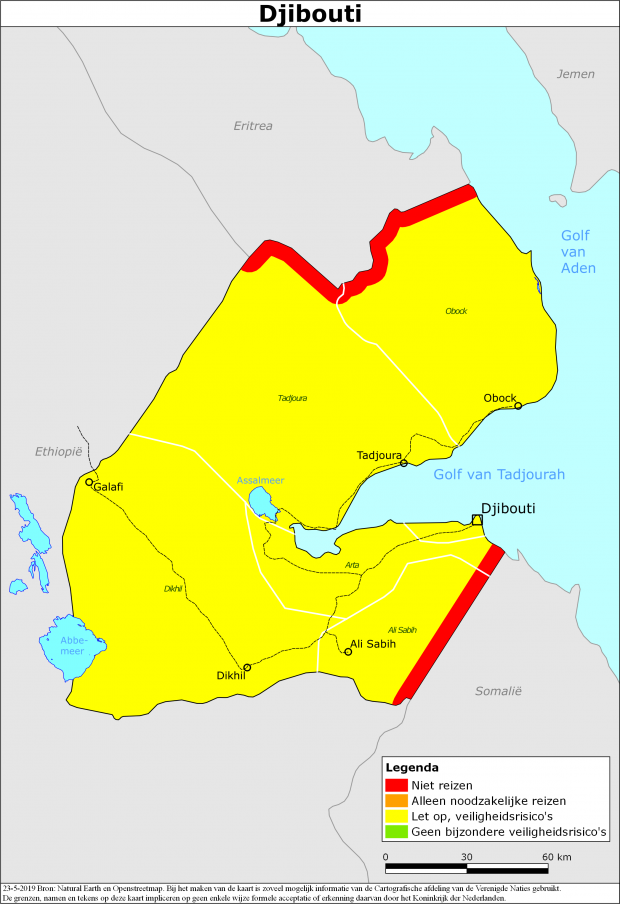 Djibouti
Jemen
Eritrea
Golf
van
Aden
Obock
Tadjoura
Obock
Ethiopië
Tadjoura
Golf van Tadjourah
Galafi
Assalmeer
Djibouti
Arta
Dikhil
Ali Sabih
Abbe-
meer
Ali Sabih
Dikhil
Somalië
Legenda
Niet reizen
Alleen noodzakelijke reizen
Let op, veiligheidsrisico's
Geen bijzondere veiligheidsrisico's
0 30 60 km
23-5-2019 Bron: Natural Earth en Openstreetmap. Bij het maken van de kaart is zoveel mogelijk informatie van de Cartografische afdeling van de Verenigde Naties gebruikt.
De grenzen, namen en tekens op deze kaart impliceren op geen enkele wijze formele acceptatie of erkenning daarvan door het Koninkrijk der Nederlanden.